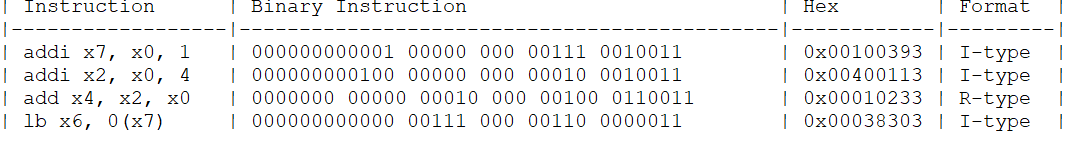 | Instruction | Binary Instruction | Hex | Format |
|------------------|-------------------------------------------|------------|---------|
| addi x7, x0, 1 | 000000000001 00000 000 00111 0010011 | 0x00100393 | I-type |
| addi x2, x0, 4 | 000000000100 00000 000 00010 0010011 | 0x00400113 | I-type |
| add x4, x2, x0 | 0000000 00000 00010 000 00100 0110011 | 0x00010233 | R-type |
| lb x6, 0(x7) | 000000000000 00111 000 00110 0000011 | 0x00038303 | I-type |